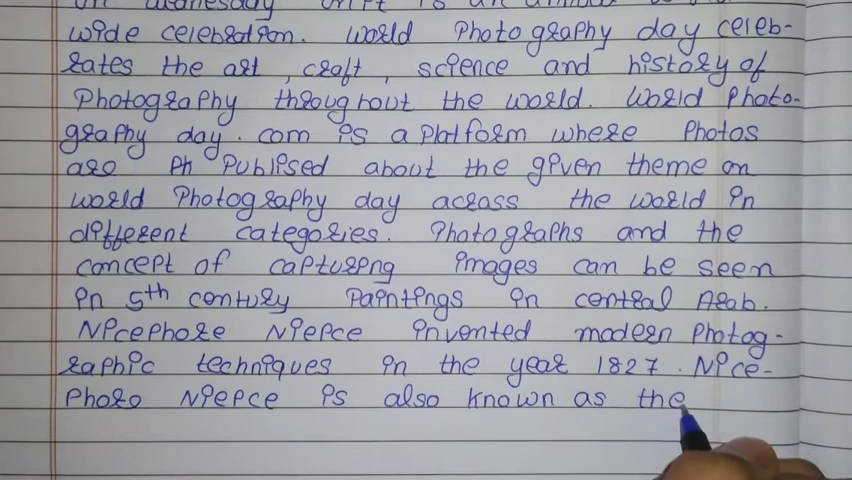 wide celebration. World Photography day celeb-
rates the art, craft, science and history of
Photography throughout the world. World Photo-
graphy day. com is a Platform where Photos
are Ph Publised about the given theme on
world Photography day acrass the world in
different categories. Photographs and the
concept of captureng images can be seen
in 5th contury Paintings in central Arab.
Nicephore Niepce invented modern Photog-
raphic techniques in the year 1827. Nice-
Phore Niepce is also known as the